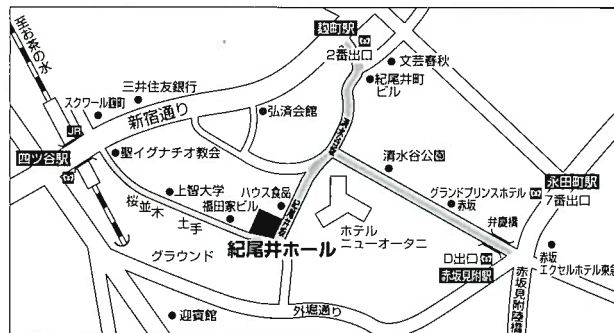 至お茶の水
麹町駅
2番出口
文芸春秋
紀尾井町
ビル
三井住友銀行
スクワール麹町
新宿通り
弘済会館
JR
四ツ谷駅
聖イグナチオ教会
清水谷公園
上智大学
ハウス食品
福田家ビル
桜並木
土手
紀尾井ホール
グラウンド
ホテル
ニューオータニ
グランドプリンスホテル
赤坂
永田町駅
7番出口
弁慶橋
D出口
赤坂見附駅
赤坂
エクセルホテル東急
赤坂見附陸橋
外堀通り
迎賓館